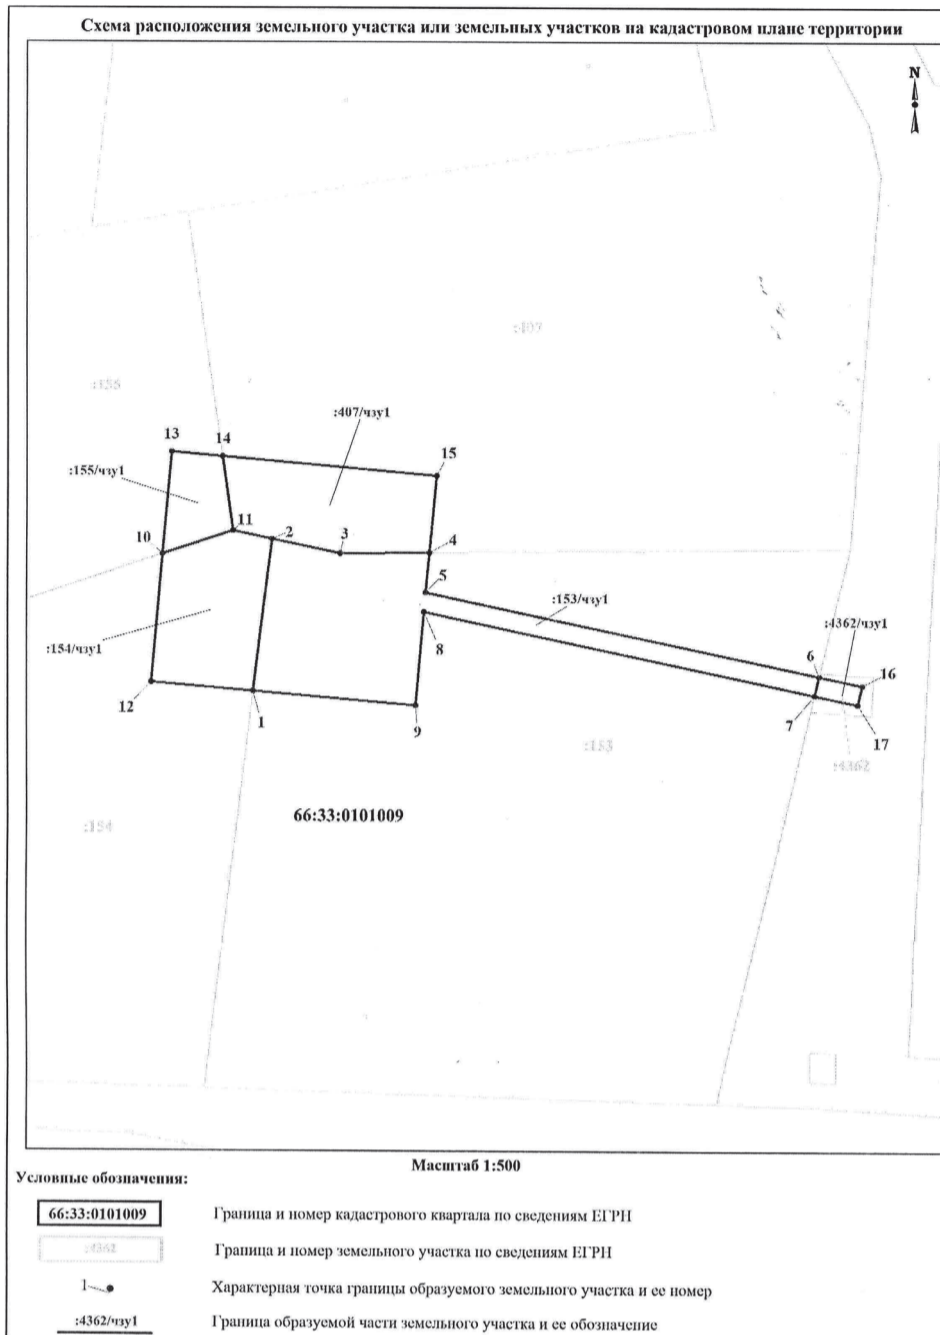 Схема расположения земельного участка или земельных участков на кадастровом плане территории
N
:407
:155
:407/чзу1
13
14
15
:155/чзу1
11
2
3
10
4
5
:153/чзу1
:4362/чзу1
8
:154/чзу1
6
16
12
7
1
9
17
:153
:4362
66:33:0101009
:154
Масштаб 1:500
Условные обозначения:
66:33:0101009 Граница и номер кадастрового квартала по сведениям ЕГРН
:4362 Граница и номер земельного участка по сведениям ЕГРН
1 Характерная точка границы образуемого земельного участка и ее номер
:4362/чзу1 Граница образуемой части земельного участка и ее обозначение